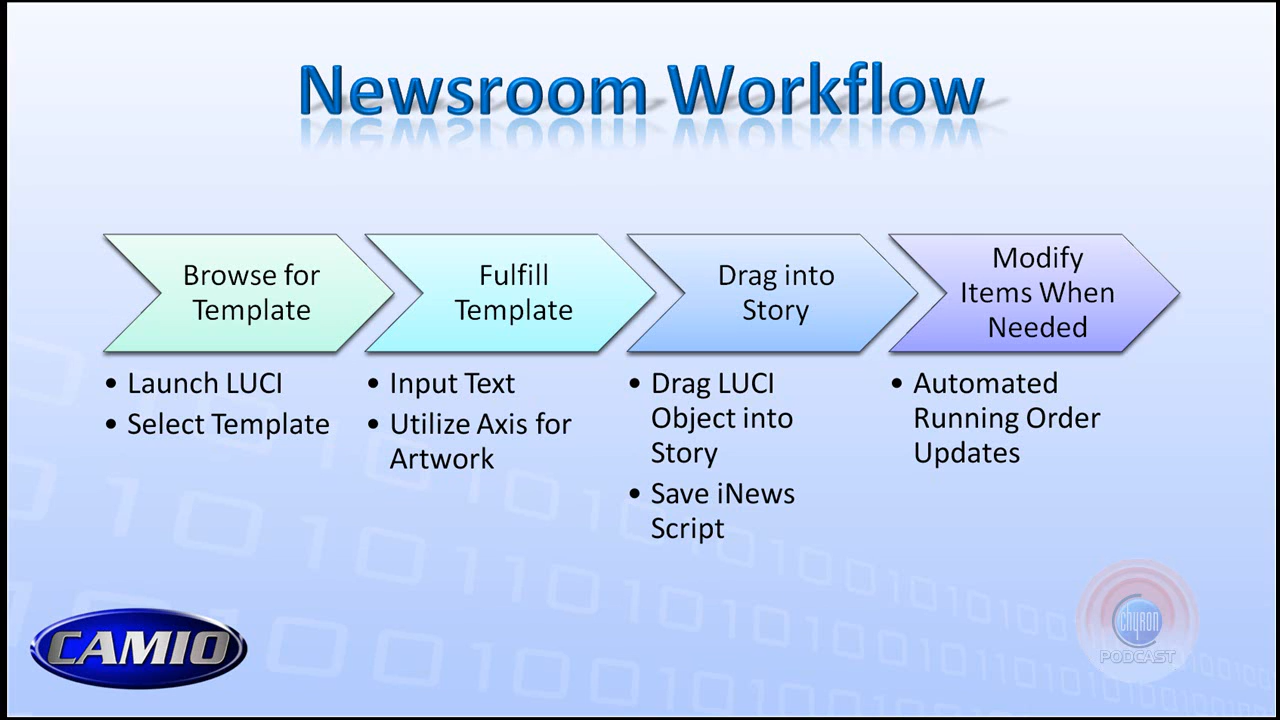 Newsroom Workflow
Browse for
Template
• Launch LUCI
• Select Template
Fulfill
Template
• Input Text
• Utilize Axis for
Artwork
Drag into
Story
• Drag LUCI
Object into
Story
• Save iNews
Script
Modify
Items When
Needed
• Automated
Running Order
Updates
CAMIO
chyron
PODCAST